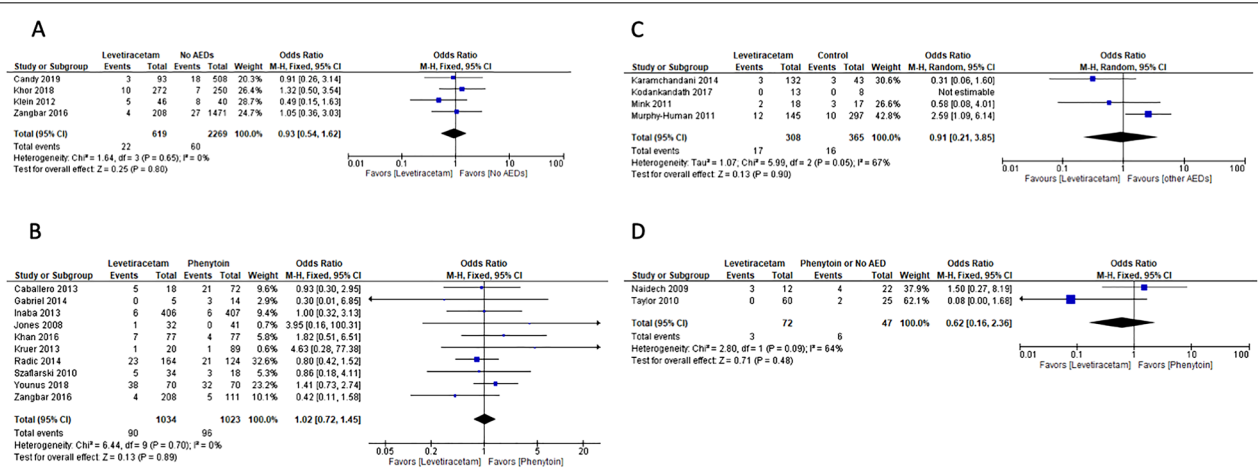 A
Levetiracetam No AEDs Odds Ratio Odds Ratio
Study or Subgroup Events Total Events Total Weight M-H, Fixed, 95% CI M-H, Fixed, 95% CI
Candy 2019 3 93 18 508 20.3% 0.91 [0.26, 3.14]
Khor 2018 10 272 7 250 30.1% 1.32 [0.50, 3.54]
Klein 2012 5 46 8 40 25.0% 0.49 [0.15, 1.63]
Zangbar 2016 4 208 27 1471 24.7% 1.05 [0.36, 3.03]
Total (95% CI) 619 2269 100.0% 0.93 [0.54, 1.62]
Total events 22 60
Heterogeneity: Chi² = 1.64, df = 3 (P = 0.65); I² = 0%
Test for overall effect: Z = 0.25 (P = 0.80)
0.01 0.1 1 10 100
Favors [Levetiracetam] Favors [No AEDs]
B
Levetiracetam Phenytoin Odds Ratio Odds Ratio
Study or Subgroup Events Total Events Total Weight M-H, Fixed, 95% CI M-H, Fixed, 95% CI
Caballero 2013 5 18 21 72 9.6% 0.93 [0.30, 2.95]
Gabriel 2014 0 5 3 14 2.9% 0.30 [0.01, 6.85]
Inaba 2013 6 406 6 407 9.4% 1.00 [0.32, 3.13]
Jones 2008 1 32 0 41 0.7% 3.95 [0.16, 100.31]
Khan 2016 7 77 4 77 5.8% 1.82 [0.51, 6.51]
Kruer 2013 1 20 1 89 0.6% 4.63 [0.28, 77.38]
Radic 2014 23 164 21 124 32.6% 0.80 [0.42, 1.52]
Szaflarski 2010 5 34 3 18 5.3% 0.86 [0.18, 4.11]
Younus 2018 38 70 32 70 23.2% 1.41 [0.73, 2.74]
Zangbar 2016 4 208 5 111 10.1% 0.42 [0.11, 1.58]
Total (95% CI) 1034 1023 100.0% 1.02 [0.72, 1.45]
Total events 90 96
Heterogeneity: Chi² = 6.44, df = 9 (P = 0.70); I² = 0%
Test for overall effect: Z = 0.13 (P = 0.89)
0.05 0.2 1 5 20
Favors [Levetiracetam] Favors [Phenytoin]
C
Levetiracetam Control Odds Ratio Odds Ratio
Study or Subgroup Events Total Events Total Weight M-H, Random, 95% CI M-H, Random, 95% CI
Karamchandani 2014 3 132 3 43 30.6% 0.31 [0.06, 1.60]
Kodankandath 2017 0 13 0 8 Not estimable
Mink 2011 2 18 3 17 26.6% 0.58 [0.08, 4.01]
Murphy-Human 2011 12 145 10 297 42.8% 2.59 [1.09, 6.14]
Total (95% CI) 308 365 100.0% 0.91 [0.21, 3.85]
Total events 17 16
Heterogeneity: Tau² = 1.07; Chi² = 5.99, df = 2 (P = 0.05); I² = 67%
Test for overall effect: Z = 0.13 (P = 0.90)
0.01 0.1 1 10 100
Favours [Levetiracetam] Favours [other AEDs]
D
Levetiracetam Phenytoin or No AED Odds Ratio Odds Ratio
Study or Subgroup Events Total Events Total Weight M-H, Fixed, 95% CI M-H, Fixed, 95% CI
Naidech 2009 3 12 4 22 37.9% 1.50 [0.27, 8.19]
Taylor 2010 0 60 2 25 62.1% 0.08 [0.00, 1.68]
Total (95% CI) 72 47 100.0% 0.62 [0.16, 2.36]
Total events 3 6
Heterogeneity: Chi² = 2.80, df = 1 (P = 0.09); I² = 64%
Test for overall effect: Z = 0.71 (P = 0.48)
0.01 0.1 1 10 100
Favors [Levetiracetam] Favors [Phenytoin]